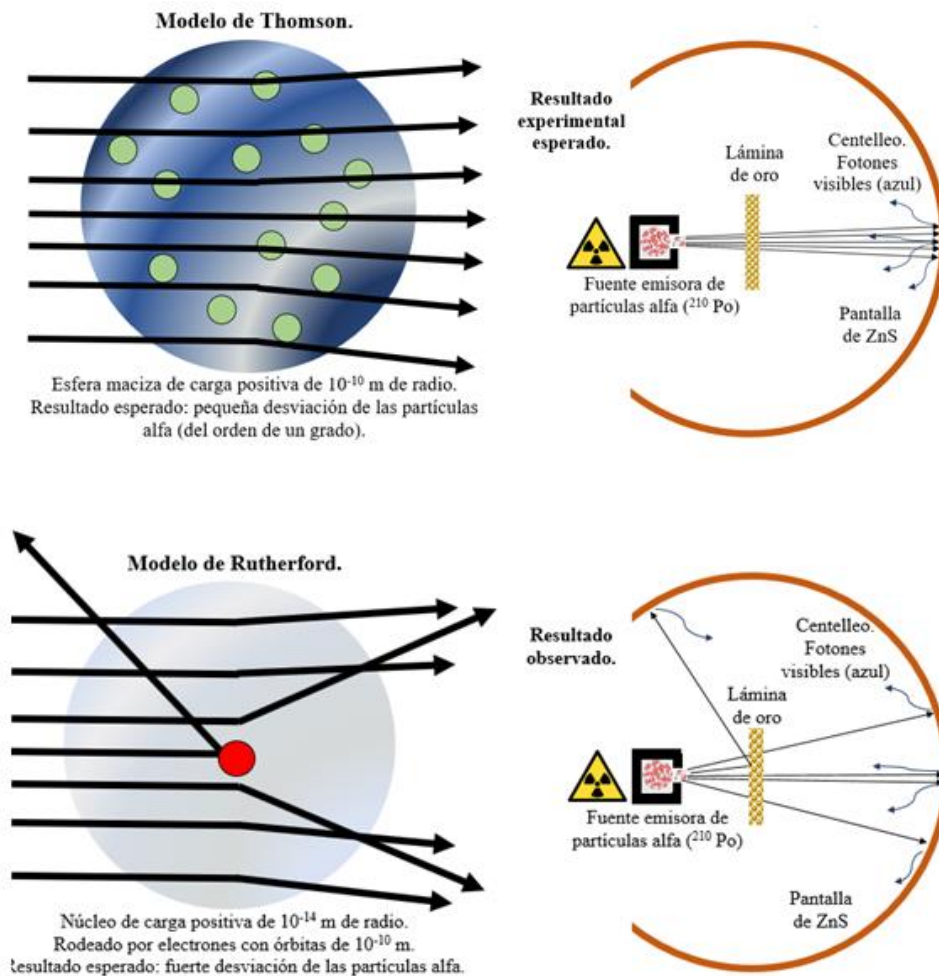 Modelo de Thomson.
Resultado
experimental
esperado.
Lámina
de oro
Centelleo.
Fotones
visibles (azul)
Fuente emisora de
partículas alfa (²¹⁰ Po)
Pantalla
de ZnS
Esfera maciza de carga positiva de 10⁻¹⁰ m de radio.
Resultado esperado: pequeña desviación de las partículas
alfa (del orden de un grado).
Modelo de Rutherford.
Resultado
observado.
Centelleo.
Fotones
visibles (azul)
Lámina
de oro
Fuente emisora de
partículas alfa (²¹⁰ Po)
Pantalla
de ZnS
Núcleo de carga positiva de 10⁻¹⁴ m de radio.
Rodeado por electrones con órbitas de 10⁻¹⁰ m.
Resultado esperado: fuerte desviación de las partículas alfa.